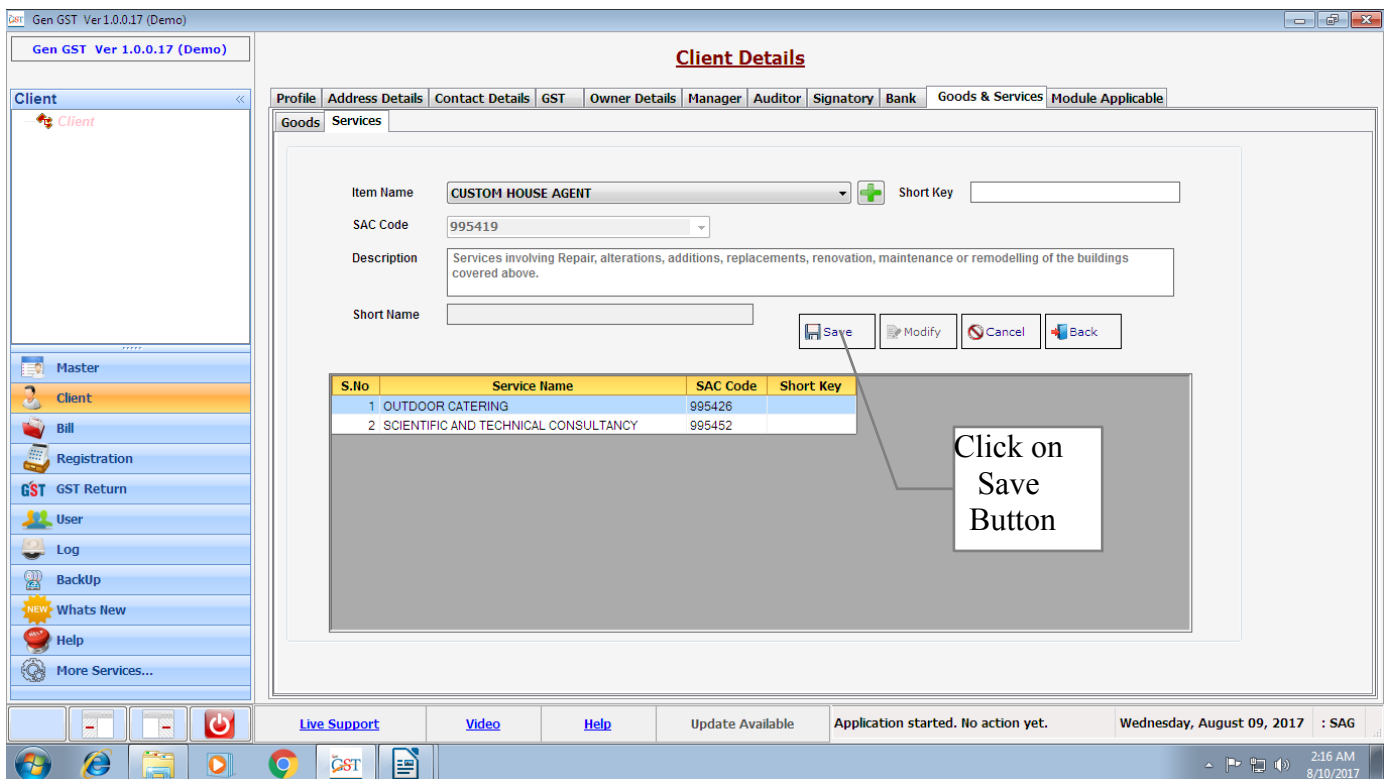 Gen GST Ver 1.0.0.17 (Demo)
Gen GST Ver 1.0.0.17 (Demo)
Client Details
Client
Client
Profile Address Details Contact Details GST Owner Details Manager Auditor Signatory Bank Goods & Services Module Applicable
Goods Services
Item Name CUSTOM HOUSE AGENT Short Key
SAC Code 995419
Description Services involving Repair, alterations, additions, replacements, renovation, maintenance or remodelling of the buildings
covered above.
Short Name
Save Modify Cancel Back
S.No Service Name SAC Code Short Key
1 OUTDOOR CATERING 995426
2 SCIENTIFIC AND TECHNICAL CONSULTANCY 995452
Click on
Save
Button
Master
Client
Bill
Registration
GST GST Return
User
Log
BackUp
NEW Whats New
Help
More Services...
Live Support Video Help Update Available Application started. No action yet. Wednesday, August 09, 2017 : SAG
GST
2:16 AM
8/10/2017